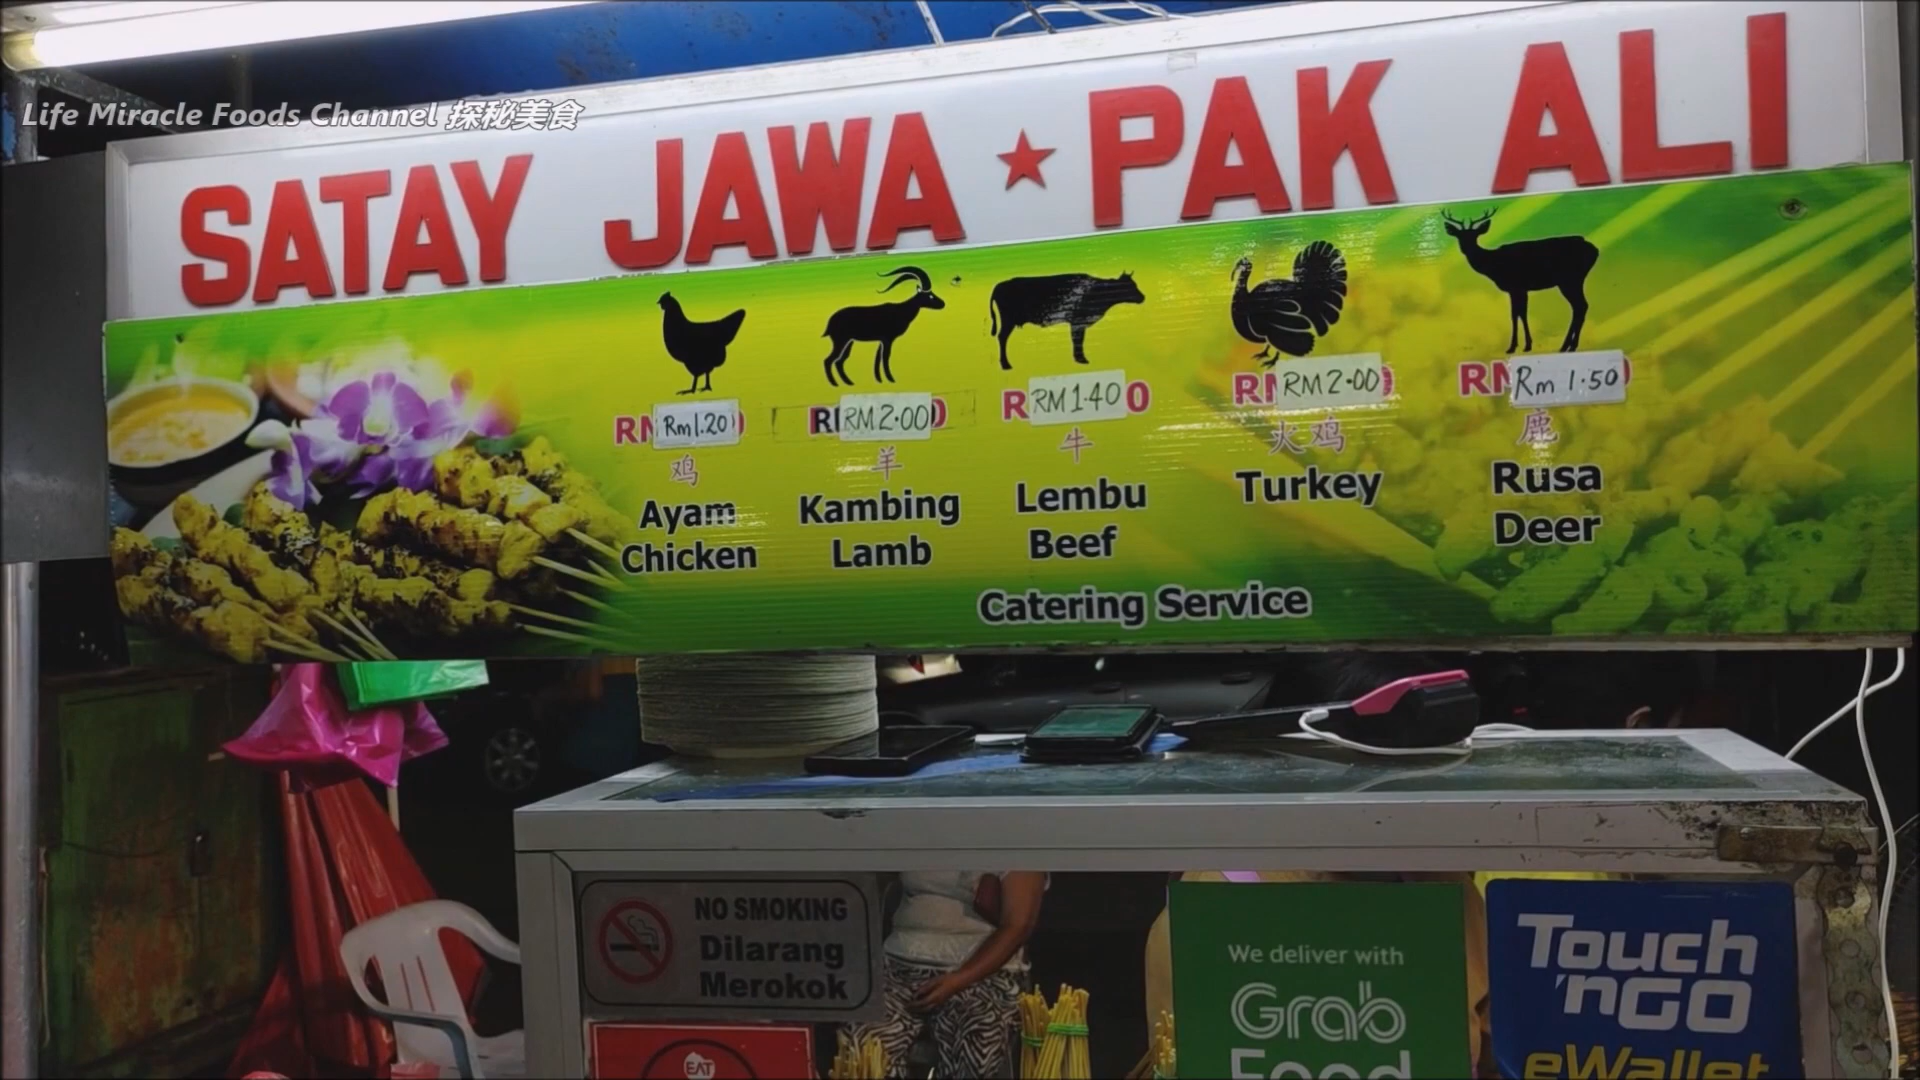 Life Miracle Foods Channel 探秘美食
SATAY JAWA ★ PAK ALI
Rm1.20
RM2.00
RM1.40
RM2.00
Rm 1.50
鸡
羊
牛
火鸡
鹿
Ayam
Chicken
Kambing
Lamb
Lembu
Beef
Turkey
Rusa
Deer
Catering Service
NO SMOKING
Dilarang
Merokok
EAT
We deliver with
Grab
Food
Touch
'nGO
eWallet